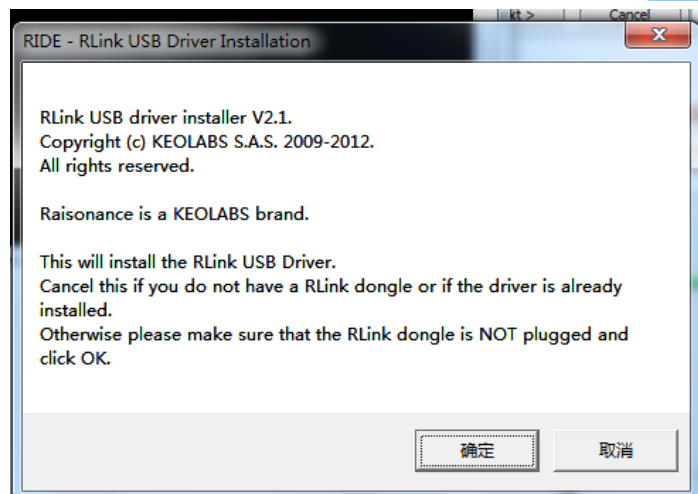 kt >
Cancel
RIDE - RLink USB Driver Installation
RLink USB driver installer V2.1.
Copyright (c) KEOLABS S.A.S. 2009-2012.
All rights reserved.
Raisonance is a KEOLABS brand.
This will install the RLink USB Driver.
Cancel this if you do not have a RLink dongle or if the driver is already
installed.
Otherwise please make sure that the RLink dongle is NOT plugged and
click OK.
确定
取消